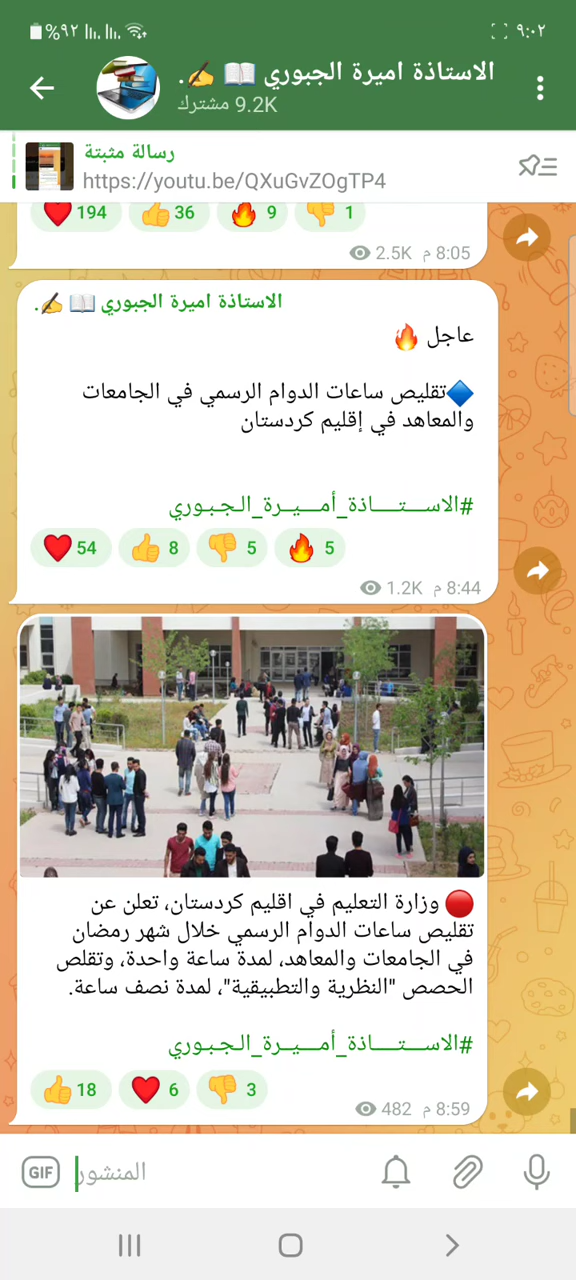 %٩٢ ٩:٠٢
الاستاذة اميرة الجبوري 📖 ✍️.
9.2K مشترك
رسالة مثبتة
https://youtu.be/QXuGvZOgTP4
❤️ 194 👍 36 🔥 9 👎 1
2.5K 8:05 م
الاستاذة اميرة الجبوري 📖 ✍️.
عاجل 🔥
🔷تقليص ساعات الدوام الرسمي في الجامعات
والمعاهد في إقليم كردستان
#الاســـتـــــاذة_أمـــيــرة_الـجـبـوري
❤️ 54 👍 8 👎 5 🔥 5
1.2K 8:44 م
🔴 وزارة التعليم في اقليم كردستان، تعلن عن
تقليص ساعات الدوام الرسمي خلال شهر رمضان
في الجامعات والمعاهد، لمدة ساعة واحدة، وتقلص
الحصص "النظرية والتطبيقية"، لمدة نصف ساعة.
#الاســـتـــــاذة_أمـــيــرة_الـجـبـوري
👍 18 ❤️ 6 👎 3
482 8:59 م
GIF المنشور